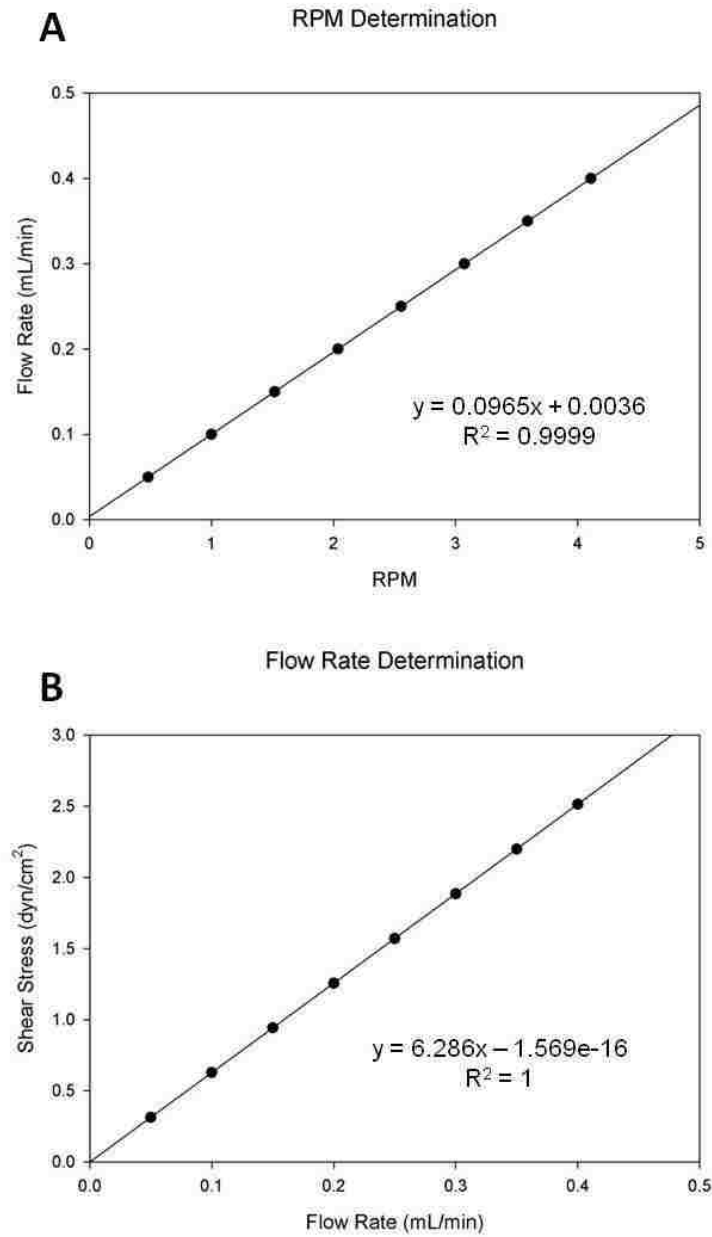 A
RPM Determination
0.5
0.4
0.3
0.2
0.1
0.0
Flow Rate (mL/min)
y = 0.0965x + 0.0036
R² = 0.9999
0 1 2 3 4 5
RPM
Flow Rate Determination
B
3.0
2.5
2.0
1.5
1.0
0.5
0.0
Shear Stress (dyn/cm²)
y = 6.286x – 1.569e-16
R² = 1
0.0 0.1 0.2 0.3 0.4 0.5
Flow Rate (mL/min)